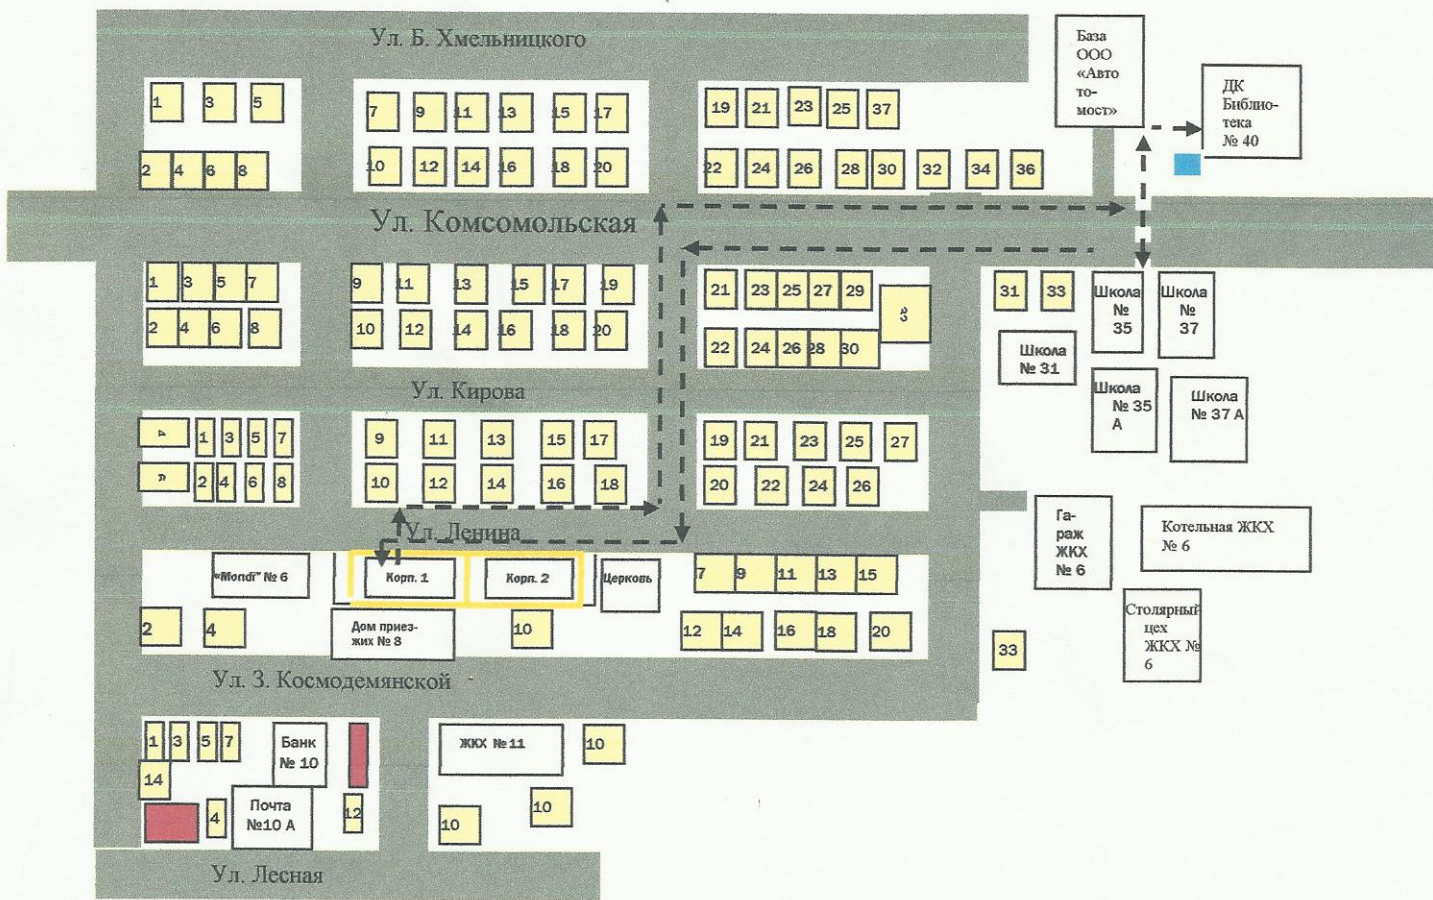 Ул. Б. Хмельницкого
База
ООО
«Авто
то-
мост»
ДК
Библио-
тека
№ 40
1 3 5
7 9 11 13 15 17
19 21 23 25 37
2 4 6 8
10 12 14 16 18 20
22 24 26 28 30 32 34 36
Ул. Комсомольская
1 3 5 7
9 11 13 15 17 19
21 23 25 27 29
31 33
Школа
№
35
Школа
№
37
2 4 6 8
10 12 14 16 18 20
22 24 26 28 30
Школа
№ 31
Школа
№ 35
А
Школа
№ 37 А
Ул. Кирова
1 3 5 7
9 11 13 15 17
19 21 23 25 27
2 4 6 8
10 12 14 16 18
20 22 24 26
Ул. Ленина
Га-
раж
ЖКХ
№ 6
Котельная ЖКХ
№ 6
«Mondi” № 6
Корп. 1
Корп. 2
Церковь
7 9 11 13 15
2 4
Дом приез-
жих № 8
10
12 14 16 18 20
33
Столярный
цех
ЖКХ №
6
Ул. З. Космодемянской
1 3 5 7
Банк
№ 10
ЖКХ №11
10
14
4
Почта
№10 А
12
10
10
Ул. Лесная